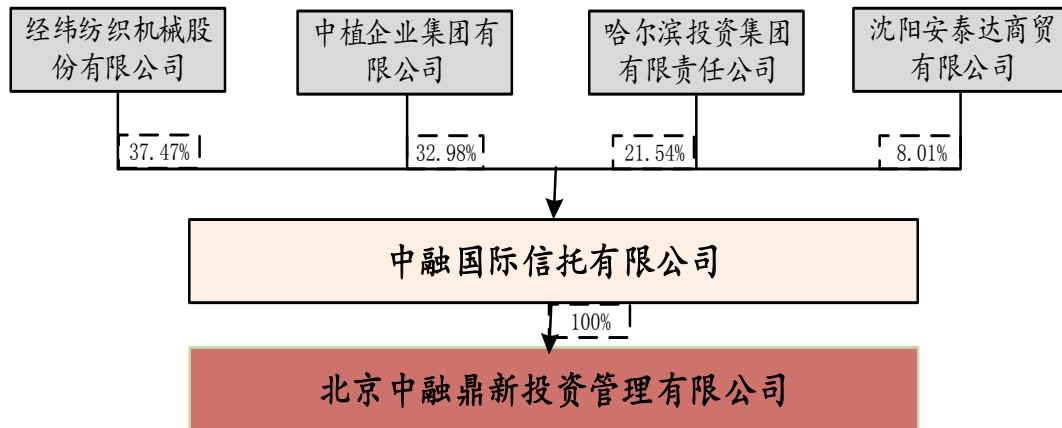 经纬纺织机械股
份有限公司
中植企业集团有
限公司
哈尔滨投资集团
有限责任公司
沈阳安泰达商贸
有限公司
37.47%
32.98%
21.54%
8.01%
中融国际信托有限公司
100%
北京中融鼎新投资管理有限公司